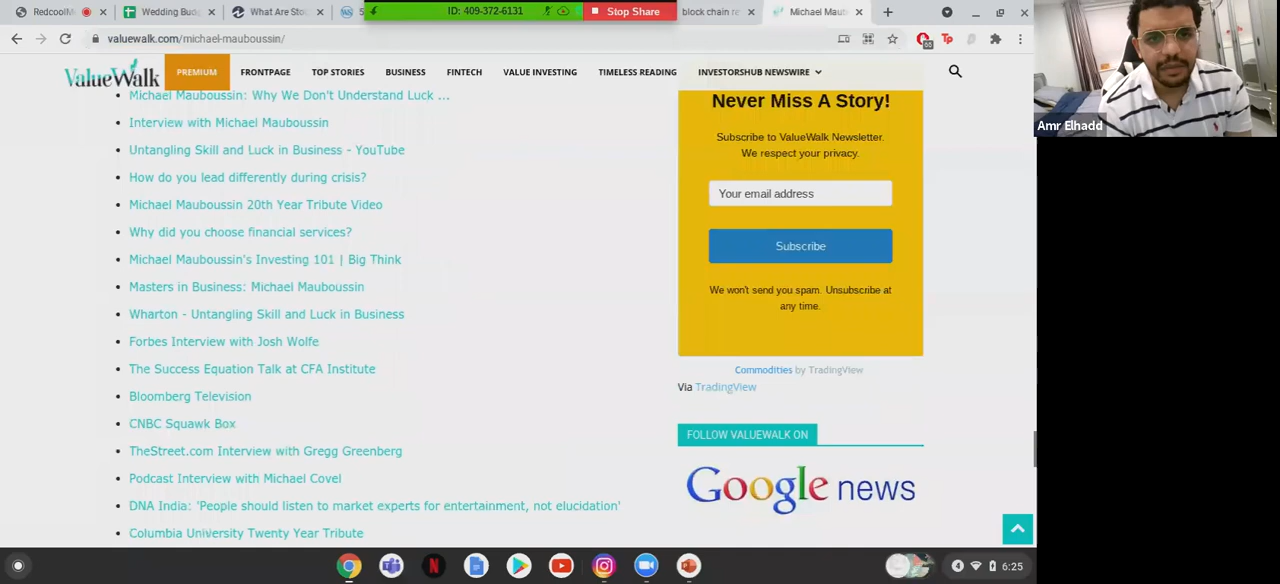 RedcoolM
Wedding Budg
What Are Sto
5
ID: 409-372-6131
Stop Share
block chain re
Michael Maub
valuewalk.com/michael-mauboussin/
TP
ValueWalk
PREMIUM
FRONTPAGE
TOP STORIES
BUSINESS
FINTECH
VALUE INVESTING
TIMELESS READING
INVESTORSHUB NEWSWIRE
Michael Mauboussin: Why We Don't Understand Luck ...
Interview with Michael Mauboussin
Untangling Skill and Luck in Business - YouTube
How do you lead differently during crisis?
Michael Mauboussin 20th Year Tribute Video
Why did you choose financial services?
Michael Mauboussin's Investing 101 | Big Think
Masters in Business: Michael Mauboussin
Wharton - Untangling Skill and Luck in Business
Forbes Interview with Josh Wolfe
The Success Equation Talk at CFA Institute
Bloomberg Television
CNBC Squawk Box
TheStreet.com Interview with Gregg Greenberg
Podcast Interview with Michael Covel
DNA India: 'People should listen to market experts for entertainment, not elucidation'
Columbia University Twenty Year Tribute
Never Miss A Story!
Subscribe to ValueWalk Newsletter.
We respect your privacy.
Your email address
Subscribe
We won't send you spam. Unsubscribe at
any time.
Commodities by TradingView
Via TradingView
FOLLOW VALUEWALK ON
Google news
Amr Elhadd
4
6:25